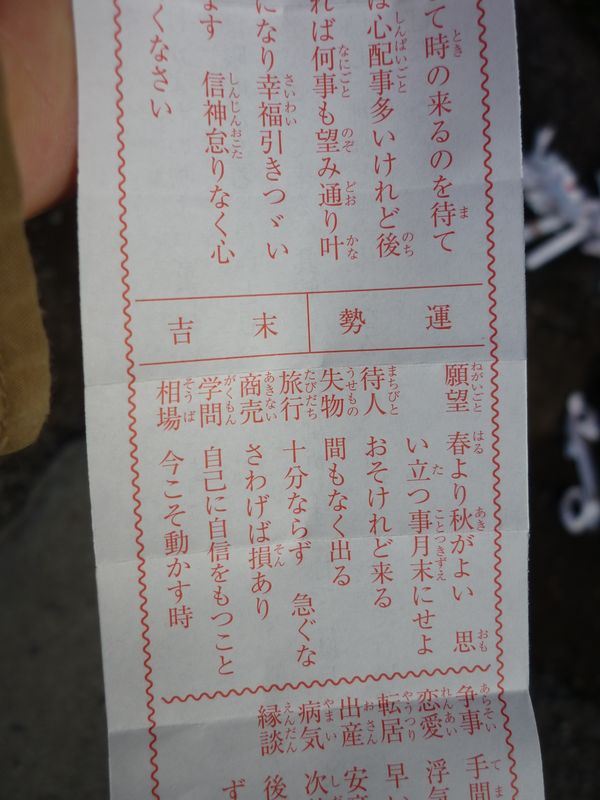 て時の来るのを待て
は心配事多いけれど後
れば何事も望み通り叶
になり幸福引きつゞい
ます 信神怠りなく心
くなさい
運勢 末吉
願望 春より秋がよい 思
い立つ事月末にせよ
待人 おそけれど来る
失物 間もなく出る
旅行 十分ならず 急ぐな
商売 さわげば損あり
学問 自己に自信をもつこと
相場 今こそ動かす時
争事 手間
恋愛 浮気
転居 早
出産 安産
病気 次
縁談 後
ず